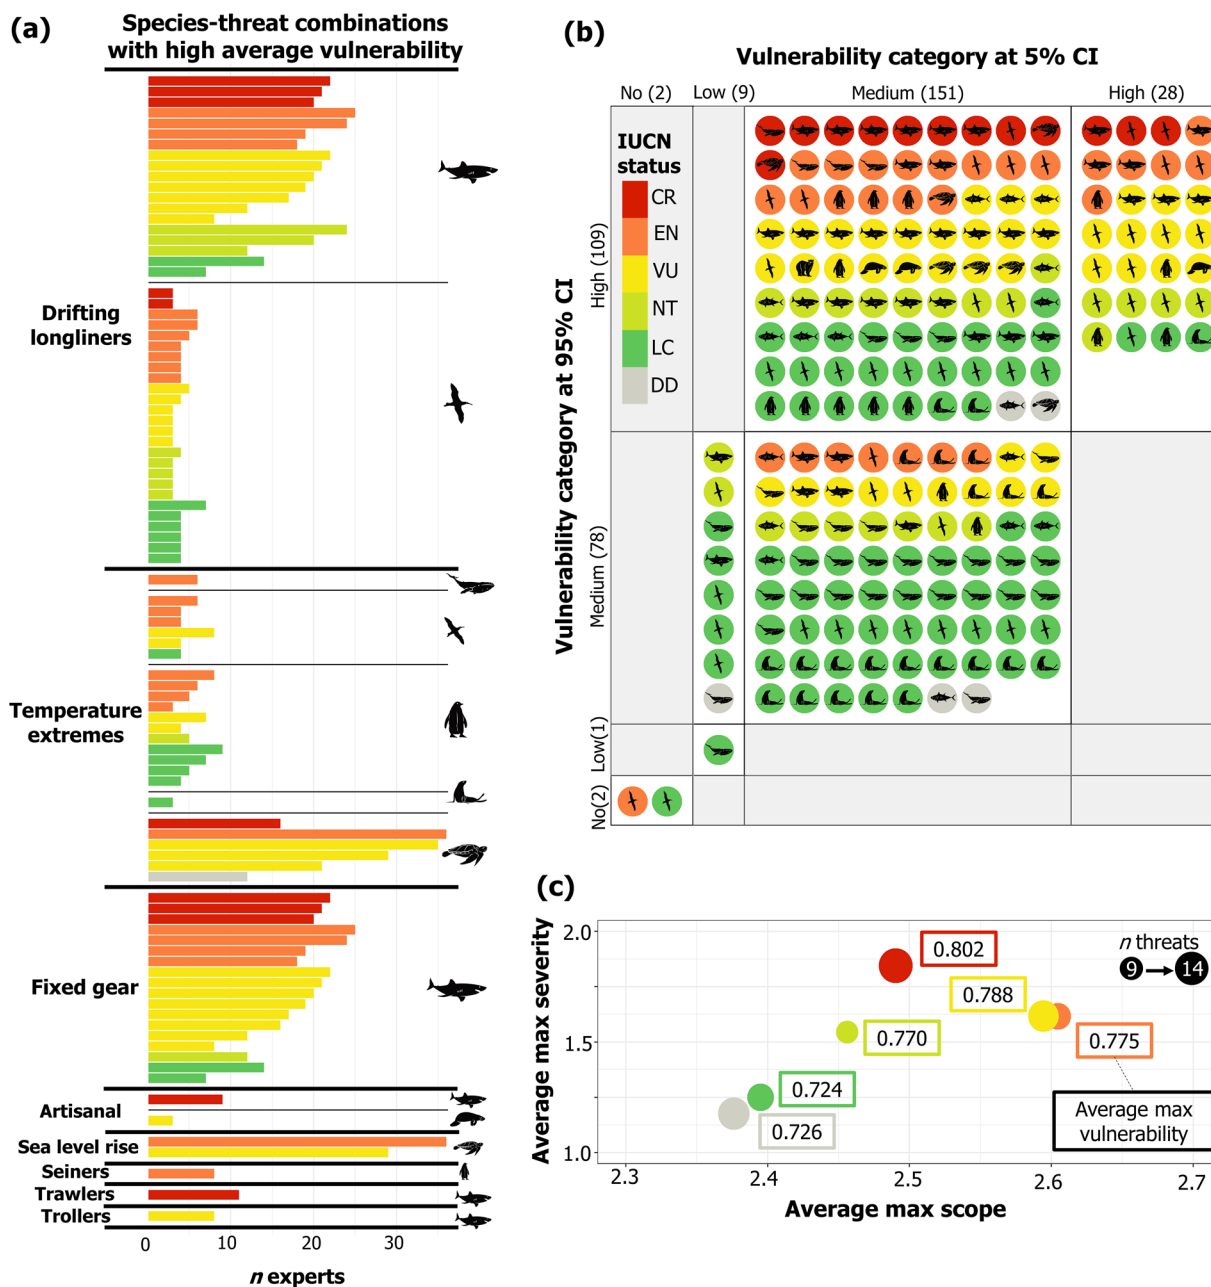 (a)
Species-threat combinations
with high average vulnerability
Drifting
longliners
Temperature
extremes
Fixed gear
Artisanal
Sea level rise
Seiners
Trawlers
Trollers
0 10 20 30
n experts
(b)
Vulnerability category at 5% CI
No (2) Low (9) Medium (151) High (28)
Vulnerability category at 95% CI
High (109)
Medium (78)
Low(1)
No(2)
IUCN
status
CR
EN
VU
NT
LC
DD
(c)
Average max severity
2.0
1.5
1.0
0.802
0.788
0.770
0.775
0.724
0.726
n threats
9 14
Average max
vulnerability
2.3 2.4 2.5 2.6 2.7
Average max scope